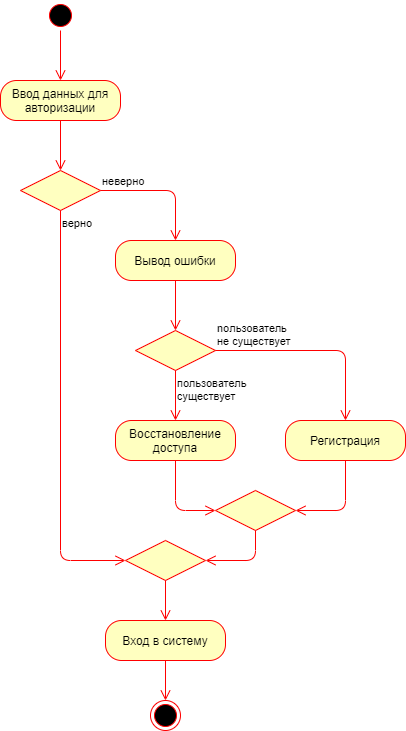 Ввод данных для
авторизации
неверно
верно
Вывод ошибки
пользователь
не существует
пользователь
существует
Восстановление
доступа
Регистрация
Вход в систему